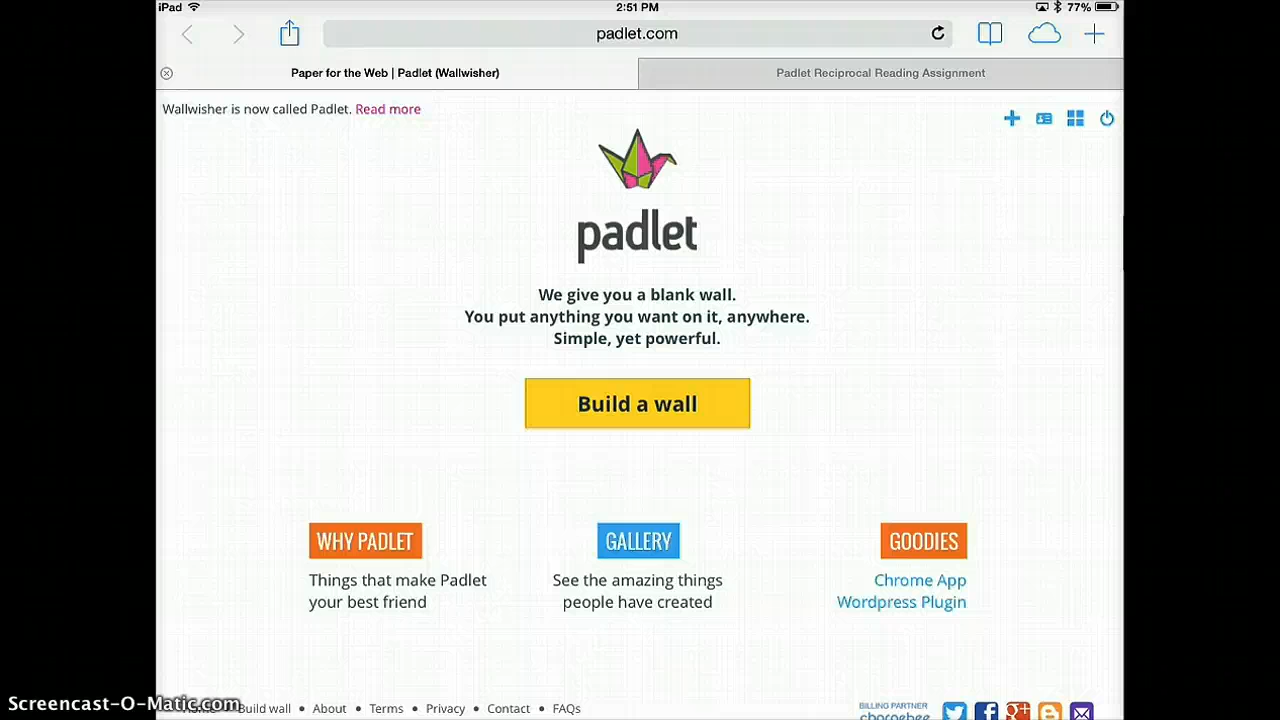 iPad 2:51 PM 77%
padlet.com
Paper for the Web | Padlet (Wallwisher) Padlet Reciprocal Reading Assignment
Wallwisher is now called Padlet. Read more
padlet
We give you a blank wall.
You put anything you want on it, anywhere.
Simple, yet powerful.
Build a wall
WHY PADLET GALLERY GOODIES
Things that make Padlet See the amazing things Chrome App
your best friend people have created Wordpress Plugin
Screencast-O-Matic.com
Build wall • About • Terms • Privacy • Contact • FAQs
BILLING PARTNER